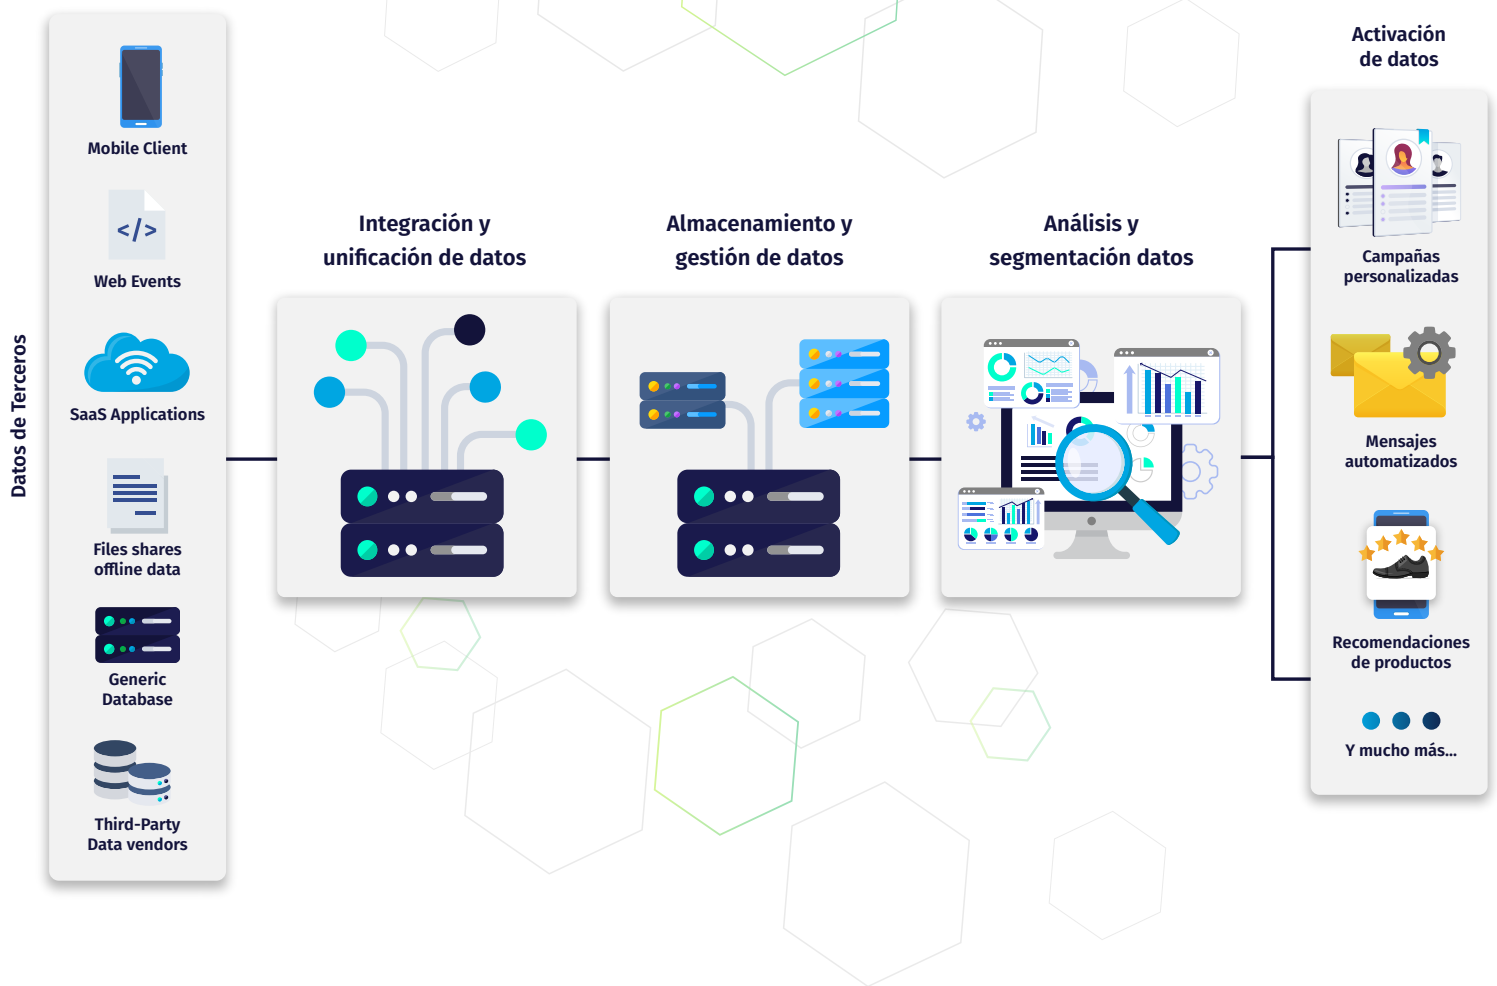 Datos de Terceros
Mobile Client
</>
Web Events
SaaS Applications
Files shares
offline data
Generic
Database
Third-Party
Data vendors
Integración y
unificación de datos
Almacenamiento y
gestión de datos
Análisis y
segmentación datos
Activación
de datos
Campañas
personalizadas
Mensajes
automatizados
Recomendaciones
de productos
Y mucho más...